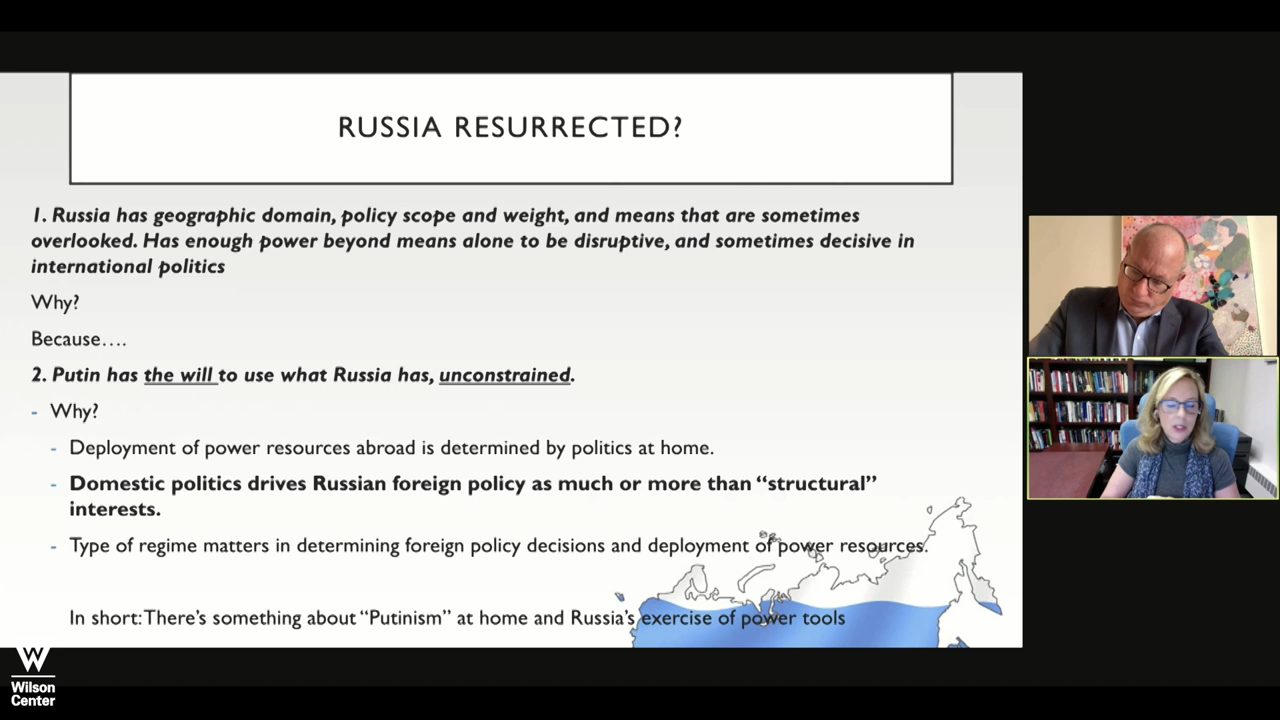 RUSSIA RESURRECTED?
1. Russia has geographic domain, policy scope and weight, and means that are sometimes
overlooked. Has enough power beyond means alone to be disruptive, and sometimes decisive in
international politics
Why?
Because....
2. Putin has the will to use what Russia has, unconstrained.
- Why?
- Deployment of power resources abroad is determined by politics at home.
- Domestic politics drives Russian foreign policy as much or more than “structural”
interests.
- Type of regime matters in determining foreign policy decisions and deployment of power resources.
In short: There’s something about “Putinism” at home and Russia’s exercise of power tools
W
Wilson
Center